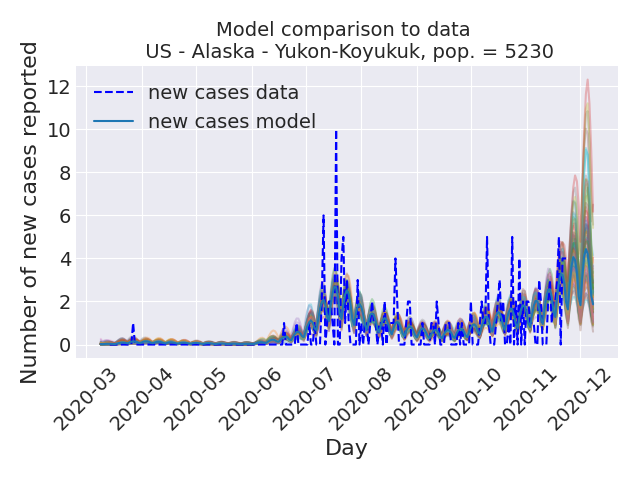 Model comparison to data
US - Alaska - Yukon-Koyukuk, pop. = 5230
Number of new cases reported
12
10
8
6
4
2
0
new cases data
new cases model
2020-03
2020-04
2020-05
2020-06
2020-07
2020-08
2020-09
2020-10
2020-11
2020-12
Day